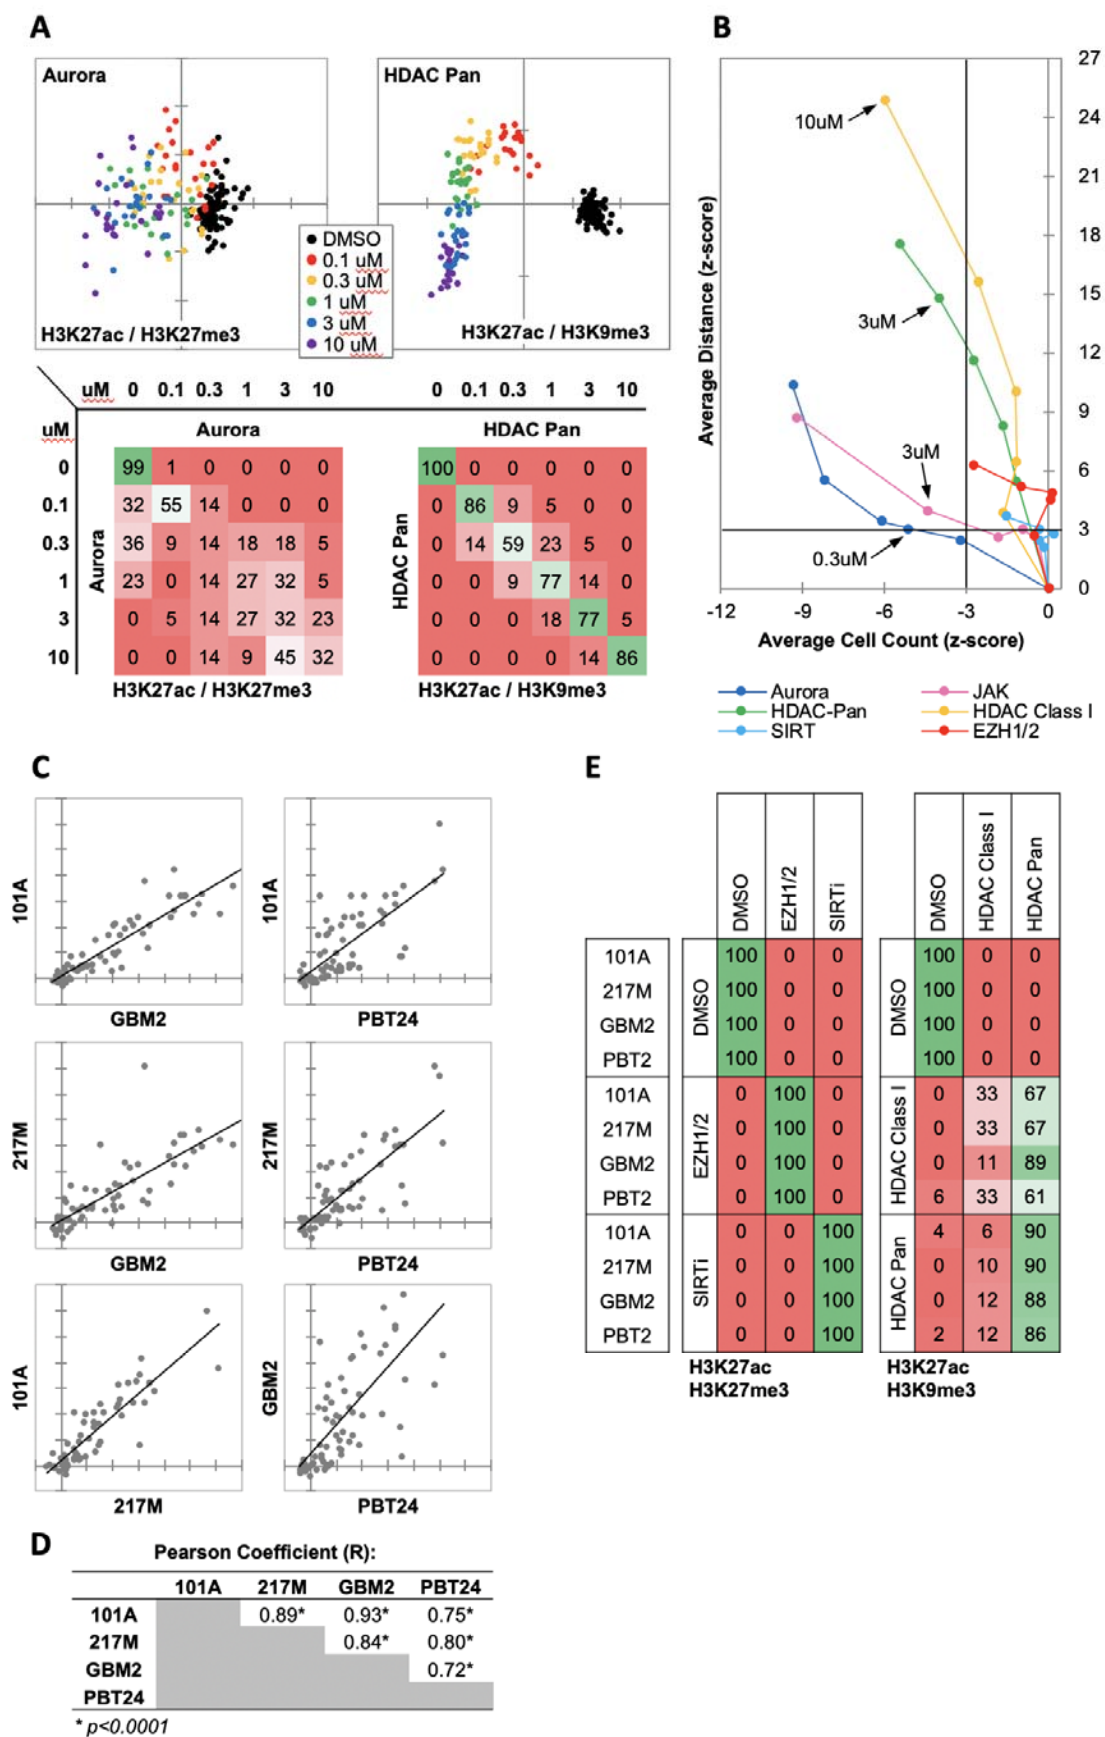 A
B
Aurora
HDAC Pan
DMSO
0.1 uM
0.3 uM
1 uM
3 uM
10 uM
H3K27ac / H3K27me3
H3K27ac / H3K9me3
uM 0 0.1 0.3 1 3 10
0 0.1 0.3 1 3 10
uM
Aurora
HDAC Pan
Aurora
HDAC Pan
0 99 1 0 0 0 0
100 0 0 0 0 0
0.1 32 55 14 0 0 0
0 86 9 5 0 0
0.3 36 9 14 18 18 5
0 14 59 23 5 0
1 23 0 14 27 32 5
0 0 9 77 14 0
3 0 5 14 27 32 23
0 0 0 18 77 5
10 0 0 14 9 45 32
0 0 0 0 14 86
H3K27ac / H3K27me3
H3K27ac / H3K9me3
27
24
21
18
15
12
9
6
3
0
Average Distance (z-score)
10uM
3uM
3uM
0.3uM
-12 -9 -6 -3 0
Average Cell Count (z-score)
Aurora
JAK
HDAC-Pan
HDAC Class I
SIRT
EZH1/2
C
101A
GBM2
101A
PBT24
217M
GBM2
217M
PBT24
101A
217M
GBM2
PBT24
D
Pearson Coefficient (R):
101A 217M GBM2 PBT24
101A 0.89* 0.93* 0.75*
217M 0.84* 0.80*
GBM2 0.72*
PBT24
* p<0.0001
E
DMSO
EZH1/2
SIRTi
DMSO
HDAC Class I
HDAC Pan
DMSO
EZH1/2
SIRTi
DMSO
HDAC Class I
HDAC Pan
101A 100 0 0 100 0 0
217M 100 0 0 100 0 0
GBM2 100 0 0 100 0 0
PBT2 100 0 0 100 0 0
101A 0 100 0 0 33 67
217M 0 100 0 0 33 67
GBM2 0 100 0 0 11 89
PBT2 0 100 0 6 33 61
101A 0 0 100 4 6 90
217M 0 0 100 0 10 90
GBM2 0 0 100 0 12 88
PBT2 0 0 100 2 12 86
H3K27ac
H3K27me3
H3K27ac
H3K9me3